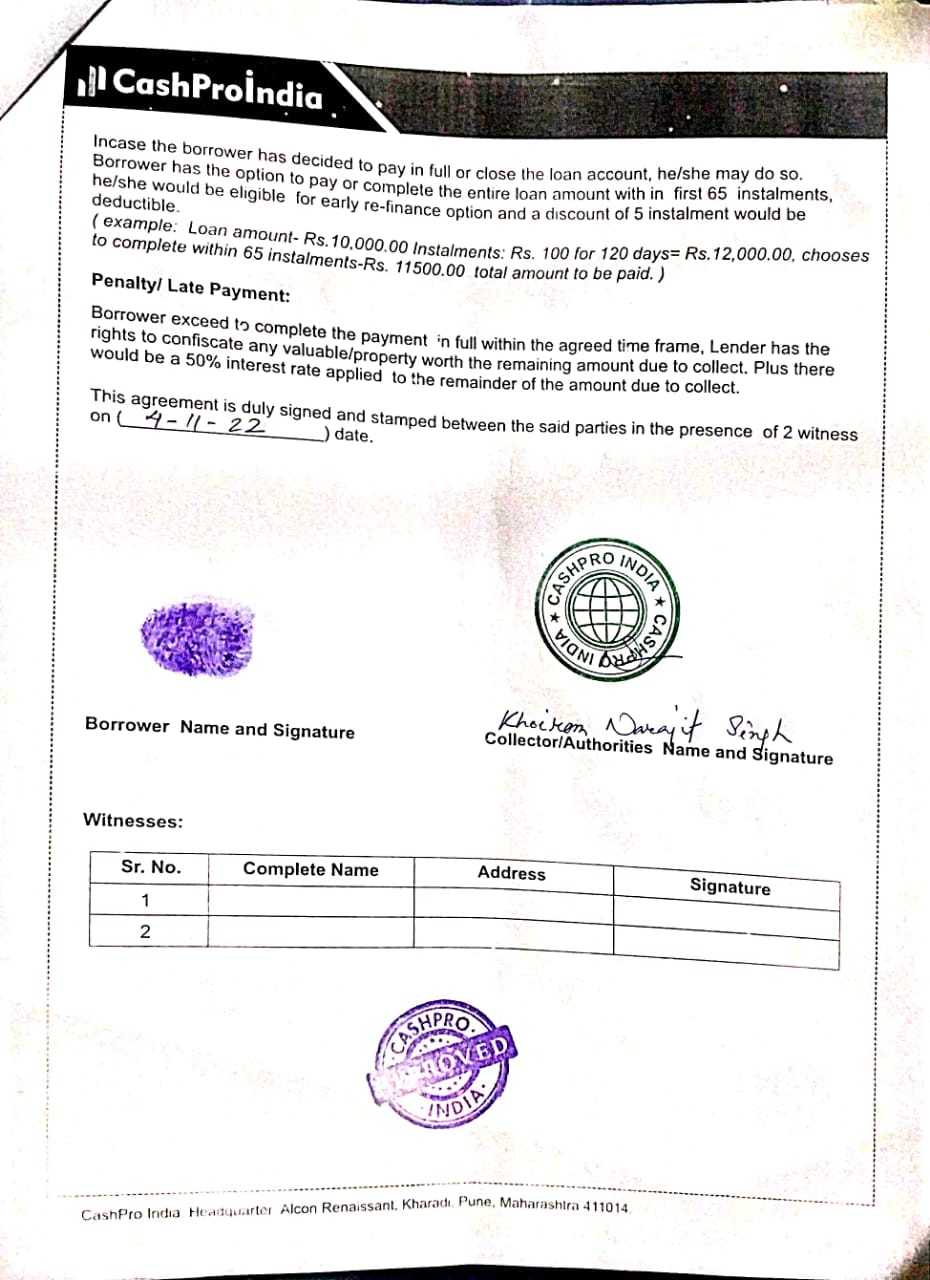 CashProIndia
Incase the borrower has decided to pay in full or close the loan account, he/she may do so.
Borrower has the option to pay or complete the entire loan amount with in first 65 instalments,
he/she would be eligible for early re-finance option and a discount of 5 instalment would be
deductible.
( example: Loan amount- Rs.10,000.00 Instalments: Rs. 100 for 120 days= Rs.12,000.00, chooses
to complete within 65 instalments-Rs. 11500.00 total amount to be paid. )
Penalty/ Late Payment:
Borrower exceed to complete the payment in full within the agreed time frame, Lender has the
rights to confiscate any valuable/property worth the remaining amount due to collect. Plus there
would be a 50% interest rate applied to the remainder of the amount due to collect.
This agreement is duly signed and stamped between the said parties in the presence of 2 witness
on ( 4-11-22 ) date.
CASHPRO INDIA ★ CASHPRO INDIA ★
Borrower Name and Signature
Khoirom Narajit Singh
Collector/Authorities Name and Signature
Witnesses:
Sr. No. Complete Name Address Signature
1
2
CASHPRO
APPROVED
INDIA
CashPro India Headquarter Alcon Renaissant, Kharadi. Pune, Maharashtra 411014